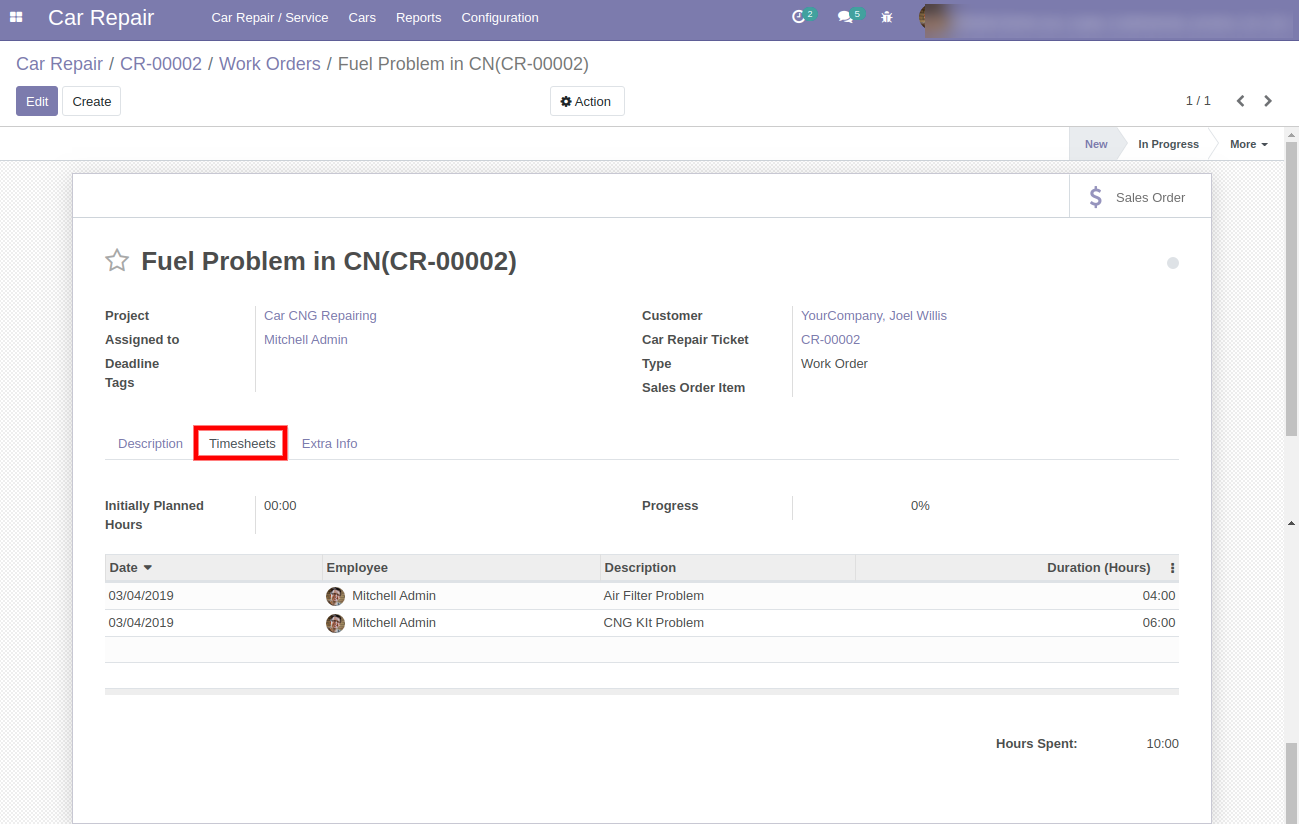 Car Repair Car Repair / Service Cars Reports Configuration 2 5
Car Repair / CR-00002 / Work Orders / Fuel Problem in CN(CR-00002)
Edit Create Action 1 / 1
New In Progress More
Sales Order
Fuel Problem in CN(CR-00002)
Project Car CNG Repairing Customer YourCompany, Joel Willis
Assigned to Mitchell Admin Car Repair Ticket CR-00002
Deadline Type Work Order
Tags
Sales Order Item
Description Timesheets Extra Info
Initially Planned 00:00 Progress 0%
Hours
Date Employee Description Duration (Hours)
03/04/2019 Mitchell Admin Air Filter Problem 04:00
03/04/2019 Mitchell Admin CNG KIt Problem 06:00
Hours Spent: 10:00